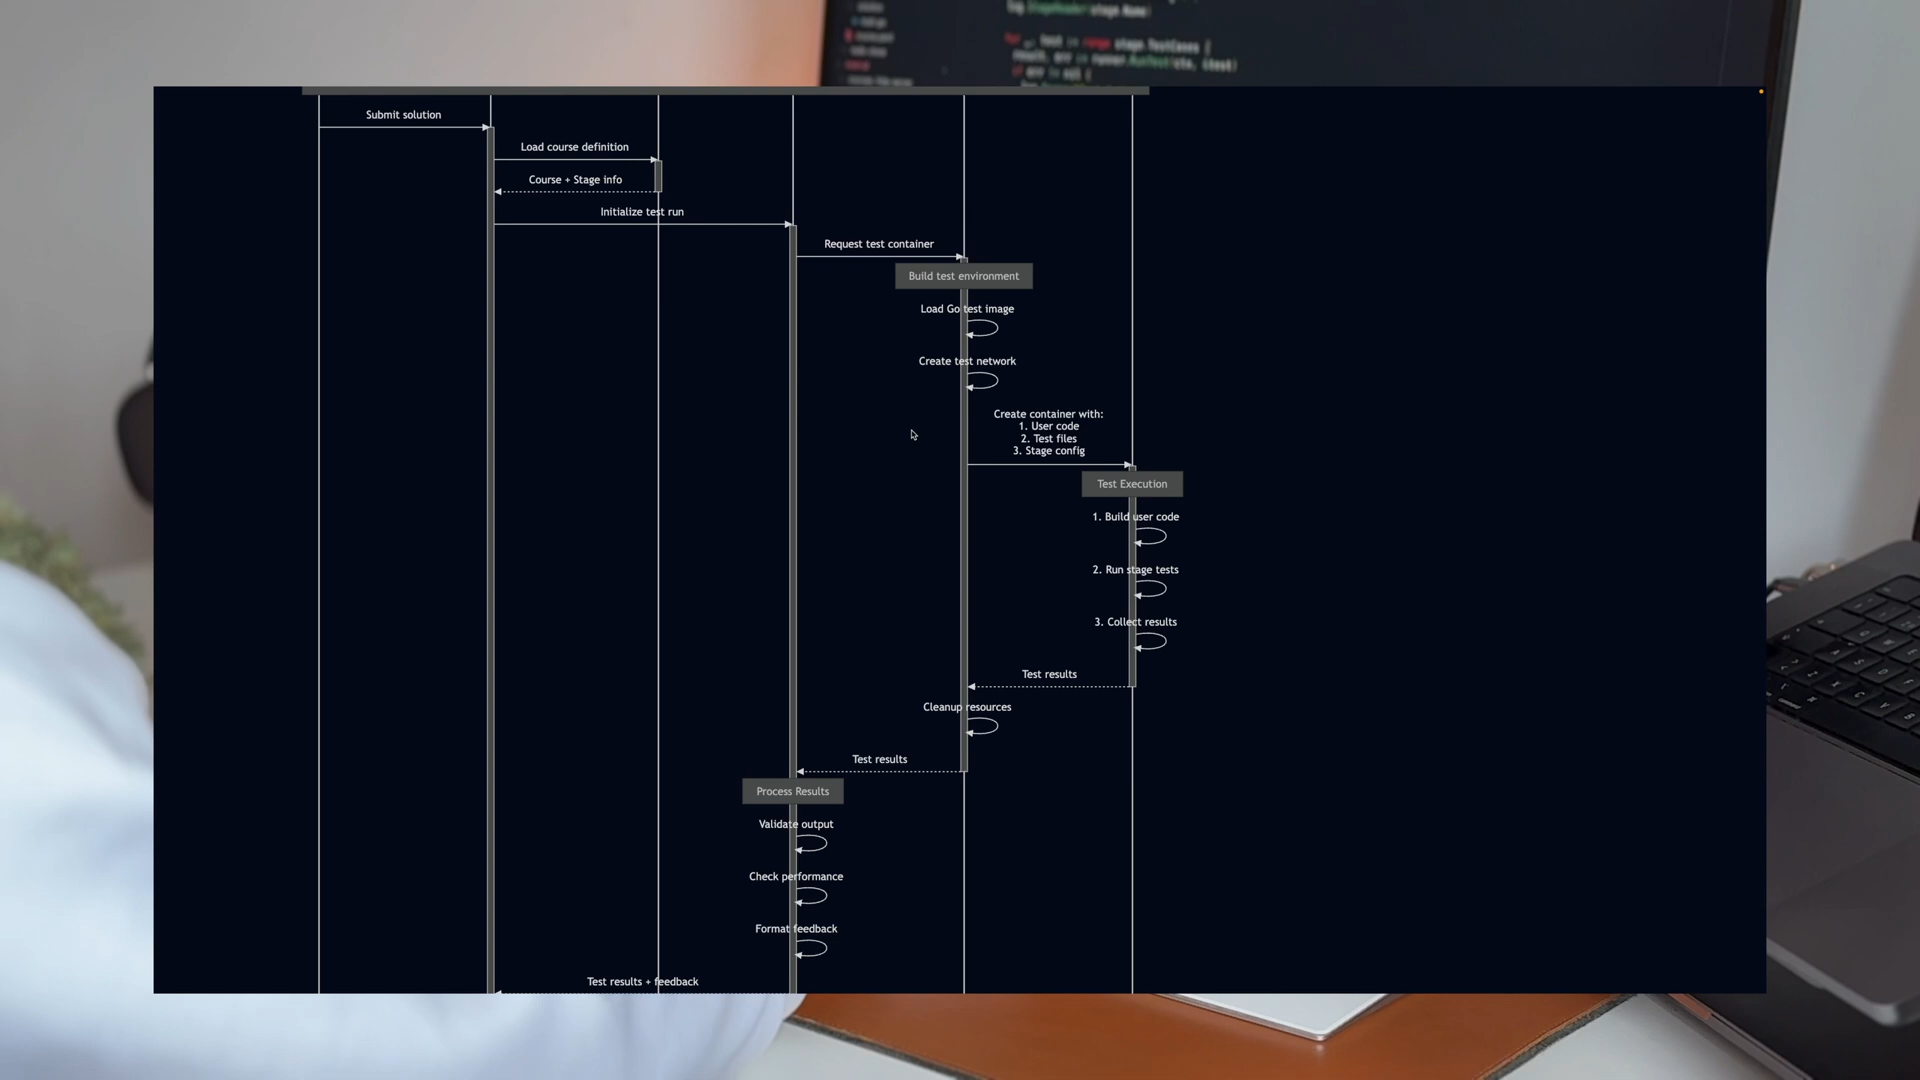 Submit solution
Load course definition
Course + Stage info
Initialize test run
Request test container
Build test environment
Load Go test image
Create test network
Create container with:
1. User code
2. Test files
3. Stage config
Test Execution
1. Build user code
2. Run stage tests
3. Collect results
Test results
Cleanup resources
Test results
Process Results
Validate output
Check performance
Format feedback
Test results + feedback